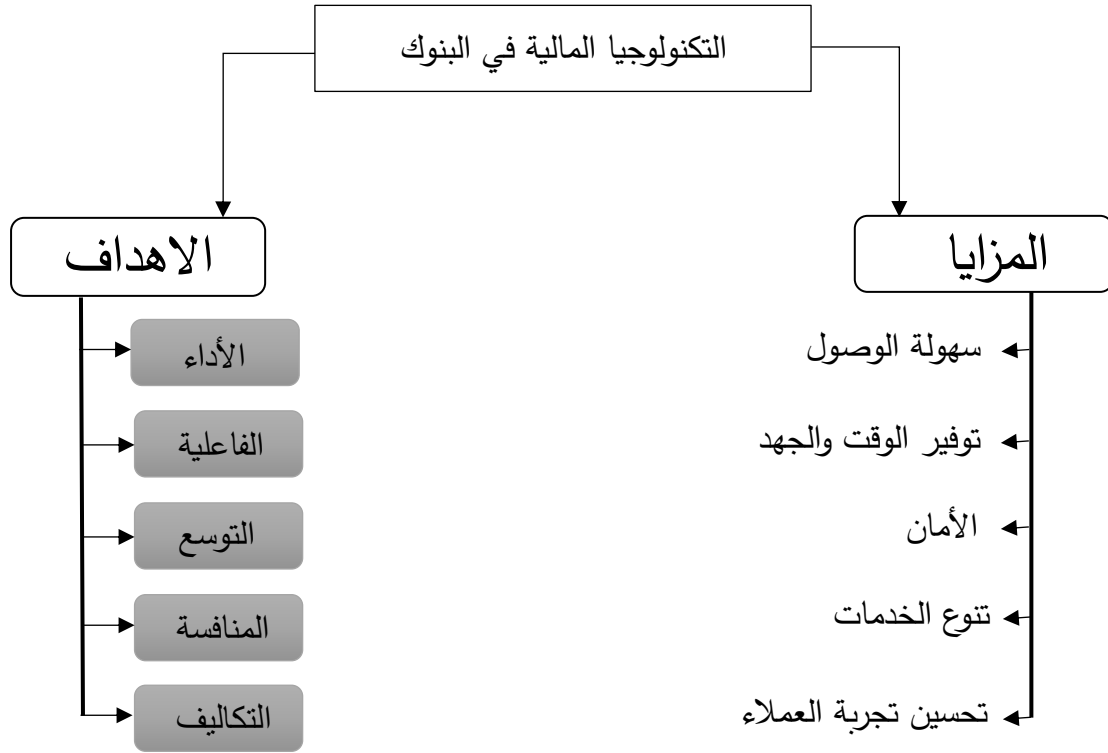 التكنولوجيا المالية في البنوك
المزايا
سهولة الوصول
توفير الوقت والجهد
الأمان
تنوع الخدمات
تحسين تجربة العملاء
الاهداف
الأداء
الفاعلية
التوسع
المنافسة
التكاليف